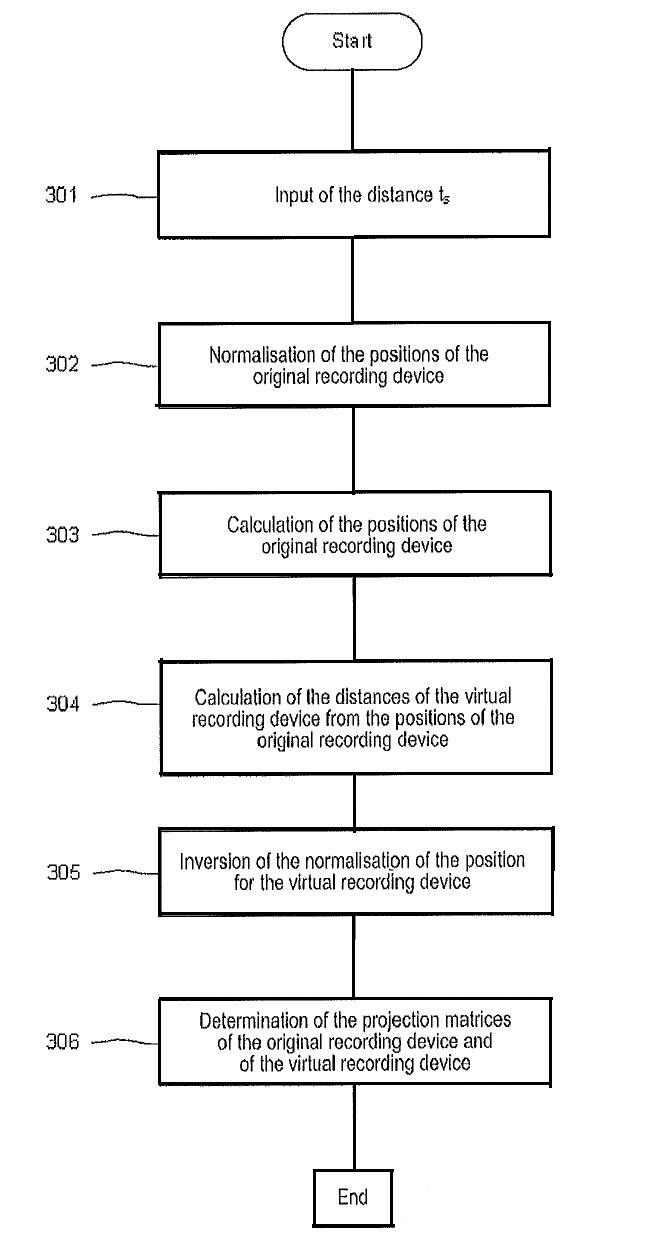 Start
301
Input of the distance tₛ
302
Normalisation of the positions of the
original recording device
303
Calculation of the positions of the
original recording device
304
Calculation of the distances of the virtual
recording device from the positions of the
original recording device
305
Inversion of the normalisation of the position
for the virtual recording device
306
Determination of the projection matrices
of the original recording device and
of the virtual recording device
End